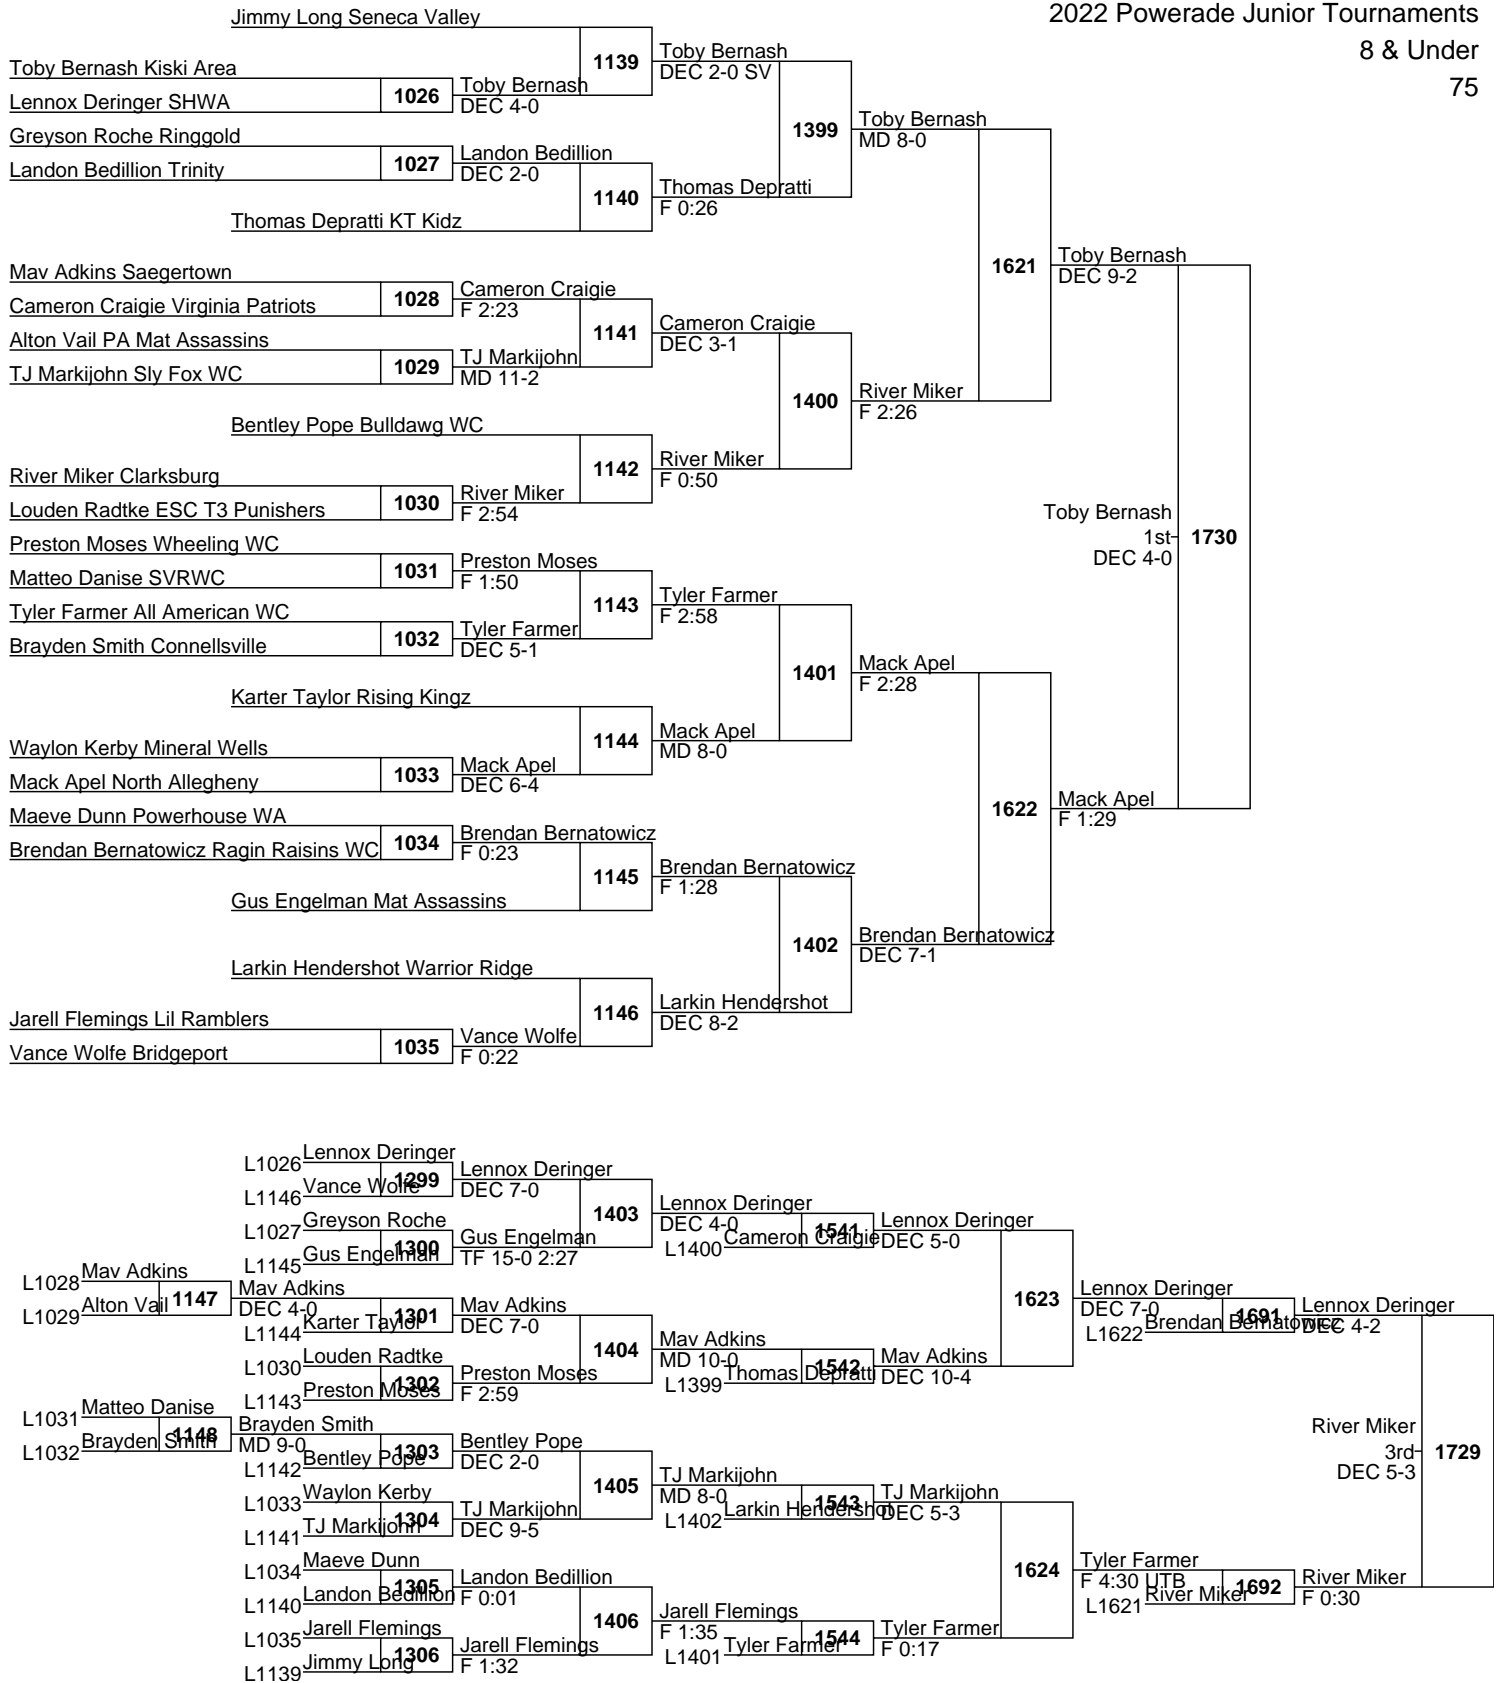 2022 Powerade Junior Tournaments
8 & Under
75
Jimmy Long Seneca Valley
1139
Toby Bernash
DEC 2-0 SV
Toby Bernash Kiski Area
Lennox Deringer SHWA
1026
Toby Bernash
DEC 4-0
Greyson Roche Ringgold
Landon Bedillion Trinity
1027
Landon Bedillion
DEC 2-0
1399
Toby Bernash
MD 8-0
1140
Thomas Depratti
F 0:26
Thomas Depratti KT Kidz
1621
Toby Bernash
DEC 9-2
Mav Adkins Saegertown
Cameron Craigie Virginia Patriots
1028
Cameron Craigie
F 2:23
1141
Cameron Craigie
DEC 3-1
Alton Vail PA Mat Assassins
TJ Markijohn Sly Fox WC
1029
TJ Markijohn
MD 11-2
1400
River Miker
F 2:26
Bentley Pope Bulldawg WC
1142
River Miker
F 0:50
River Miker Clarksburg
Louden Radtke ESC T3 Punishers
1030
River Miker
F 2:54
Toby Bernash
1st
DEC 4-0
1730
Preston Moses Wheeling WC
Matteo Danise SVRWC
1031
Preston Moses
F 1:50
1143
Tyler Farmer
F 2:58
Tyler Farmer All American WC
Brayden Smith Connellsville
1032
Tyler Farmer
DEC 5-1
1401
Mack Apel
F 2:28
Karter Taylor Rising Kingz
1144
Mack Apel
MD 8-0
Waylon Kerby Mineral Wells
Mack Apel North Allegheny
1033
Mack Apel
DEC 6-4
1622
Mack Apel
F 1:29
Maeve Dunn Powerhouse WA
Brendan Bernatowicz Ragin Raisins WC
1034
Brendan Bernatowicz
F 0:23
1145
Brendan Bernatowicz
F 1:28
Gus Engelman Mat Assassins
1402
Brendan Bernatowicz
DEC 7-1
Larkin Hendershot Warrior Ridge
1146
Larkin Hendershot
DEC 8-2
Jarell Flemings Lil Ramblers
Vance Wolfe Bridgeport
1035
Vance Wolfe
F 0:22
L1026 Lennox Deringer
L1146 Vance Wolfe
1299
Lennox Deringer
DEC 7-0
1403
Lennox Deringer
DEC 4-0
L1027 Greyson Roche
L1145 Gus Engelman
1300
Gus Engelman
TF 15-0 2:27
L1400 Cameron Craigie
1541
Lennox Deringer
DEC 5-0
L1028 Mav Adkins
L1029 Alton Vail
1147
Mav Adkins
DEC 4-0
L1144 Karter Taylor
1301
Mav Adkins
DEC 7-0
1623
Lennox Deringer
DEC 7-0
L1622 Brendan Bernatowicz
1691
Lennox Deringer
DEC 4-2
1404
Mav Adkins
MD 10-0
L1030 Louden Radtke
L1143 Preston Moses
1302
Preston Moses
F 2:59
L1399 Thomas Depratti
1542
Mav Adkins
DEC 10-4
L1031 Matteo Danise
L1032 Brayden Smith
1148
Brayden Smith
MD 9-0
L1142 Bentley Pope
1303
Bentley Pope
DEC 2-0
River Miker
3rd
DEC 5-3
1729
1405
TJ Markijohn
MD 8-0
L1033 Waylon Kerby
L1141 TJ Markijohn
1304
TJ Markijohn
DEC 9-5
L1402 Larkin Hendershot
1543
TJ Markijohn
DEC 5-3
L1034 Maeve Dunn
L1140 Landon Bedillion
1305
Landon Bedillion
F 0:01
1624
Tyler Farmer
F 4:30 UTB
L1621 River Miker
1692
River Miker
F 0:30
1406
Jarell Flemings
F 1:35
L1035 Jarell Flemings
L1139 Jimmy Long
1306
Jarell Flemings
F 1:32
L1401 Tyler Farmer
1544
Tyler Farmer
F 0:17